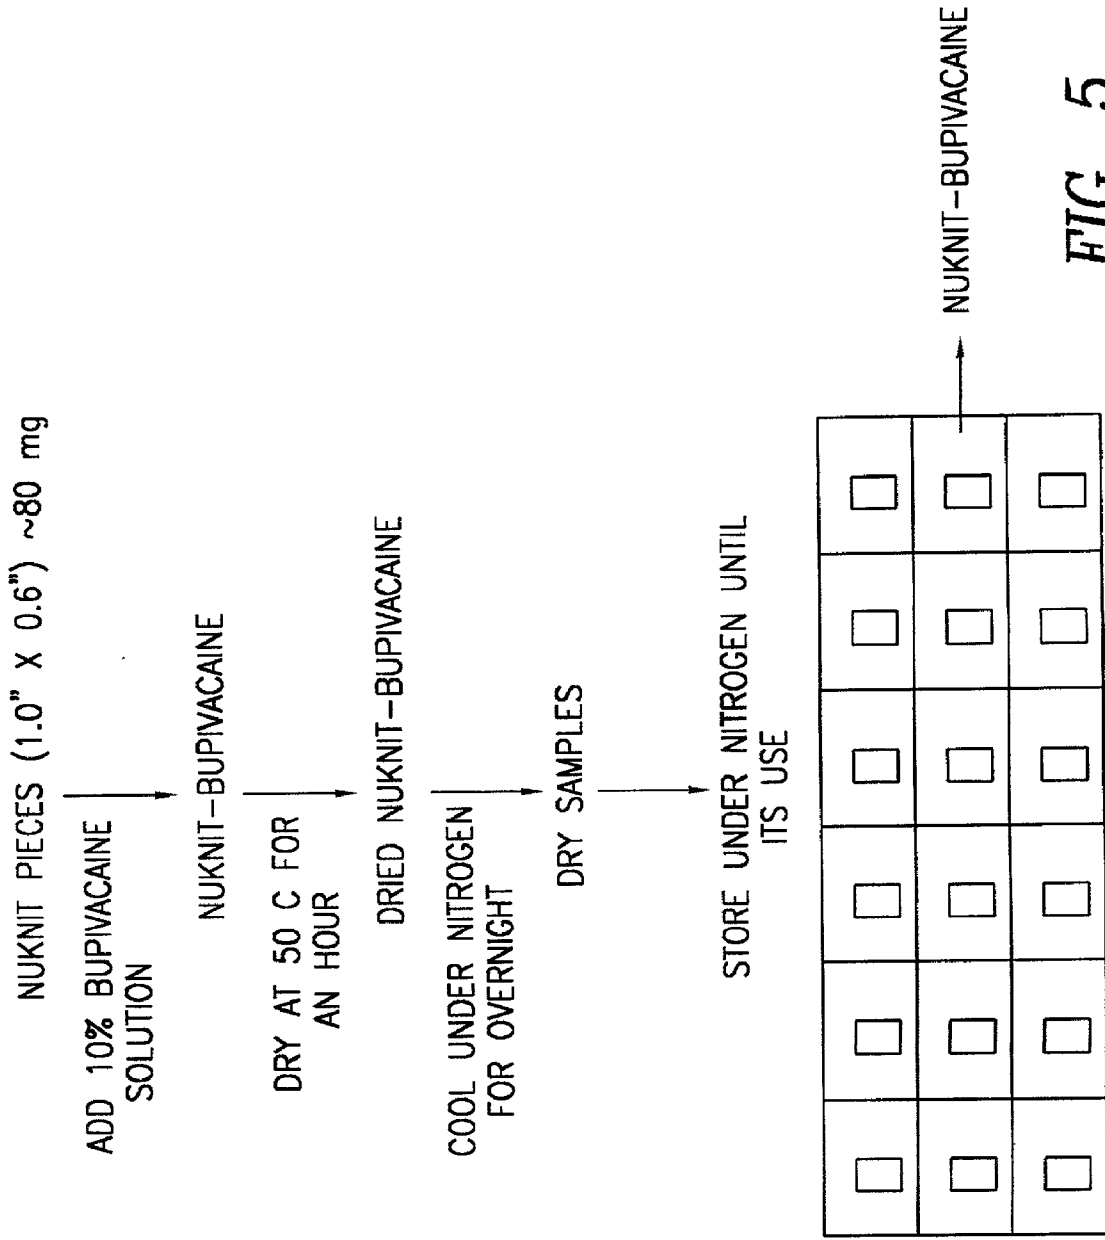 NUKNIT PIECES (1.0" X 0.6") ~80 mg
ADD 10% BUPIVACAINE
SOLUTION
NUKNIT-BUPIVACAINE
DRY AT 50 C FOR
AN HOUR
DRIED NUKNIT-BUPIVACAINE
COOL UNDER NITROGEN
FOR OVERNIGHT
DRY SAMPLES
STORE UNDER NITROGEN UNTIL
ITS USE
NUKNIT-BUPIVACAINE
FIG. 5